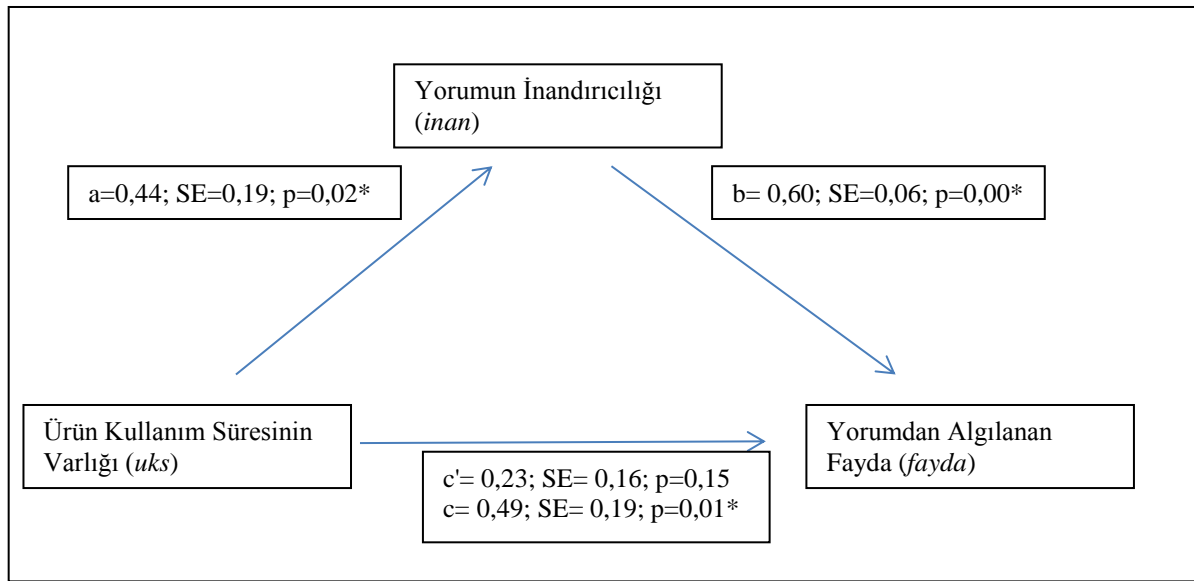 Yorumun İnandırıcılığı
(inan)
a=0,44; SE=0,19; p=0,02*
b= 0,60; SE=0,06; p=0,00*
Ürün Kullanım Süresinin
Varlığı (uks)
c'= 0,23; SE= 0,16; p=0,15
c= 0,49; SE= 0,19; p=0,01*
Yorumdan Algılanan
Fayda (fayda)